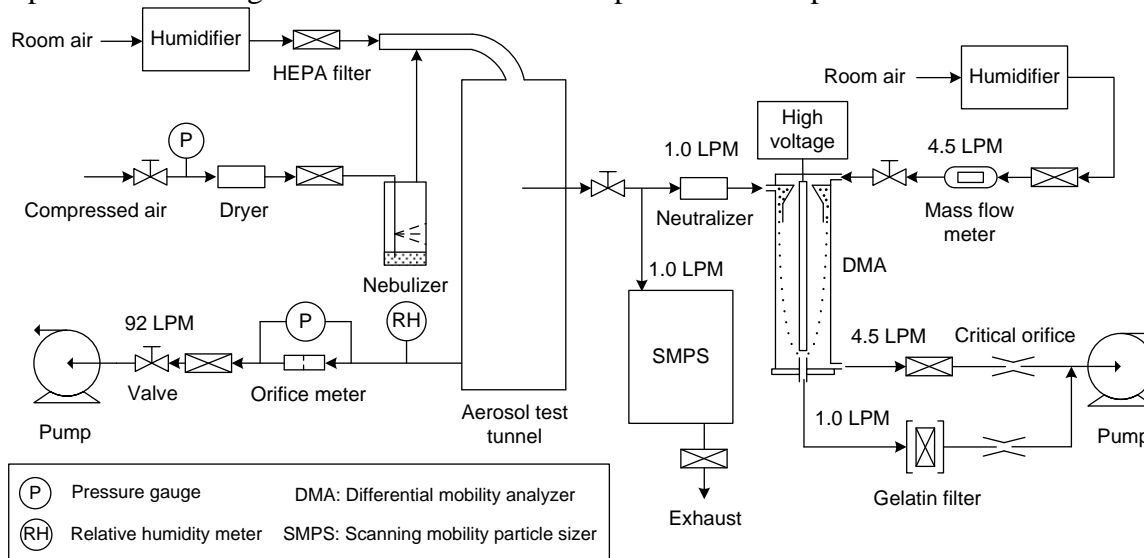 Room air
Humidifier
HEPA filter
P
Compressed air
Dryer
Nebulizer
92 LPM
P
RH
Valve
Orifice meter
Pump
Aerosol test
tunnel
1.0 LPM
Neutralizer
1.0 LPM
SMPS
Exhaust
High
voltage
Room air
Humidifier
4.5 LPM
Mass flow
meter
DMA
4.5 LPM
Critical orifice
1.0 LPM
Gelatin filter
Pump
P Pressure gauge
DMA: Differential mobility analyzer
RH Relative humidity meter
SMPS: Scanning mobility particle sizer